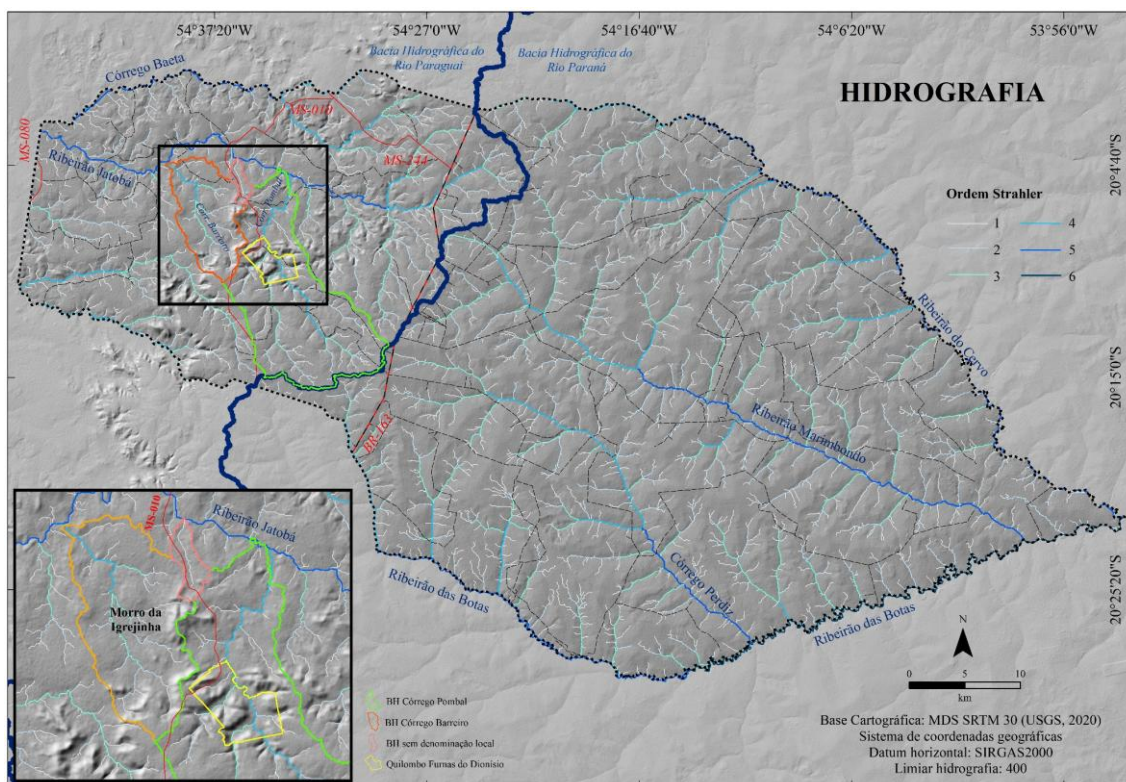 54°37'20"W
54°27'0"W
54°16'40"W
54°6'20"W
53°56'0"W
Bacia Hidrográfica do
Rio Paraguai
Bacia Hidrográfica do
Rio Paraná
HIDROGRAFIA
Córrego Baeta
MS-080
MS-010
MS-244
Ribeirão Jatobá
20°4'40"S
Ordem Strahler
1
2
3
4
5
6
Córrego Barreiro
Ribeirão do Cervo
20°15'0"S
BR-163
Ribeirão Marimbondo
Córrego Perdiz
Ribeirão das Botas
Ribeirão das Botas
20°25'20"S
N
0 5 10
km
Base Cartográfica: MDS SRTM 30 (USGS, 2020)
Sistema de coordenadas geográficas
Datum horizontal: SIRGAS2000
Limiar hidrografia: 400
MS-010
Ribeirão Jatobá
Morro da
Igrejinha
BH Córrego Pombal
BH Córrego Barreiro
BH sem denominação local
Quilombo Furnas do Dionísio